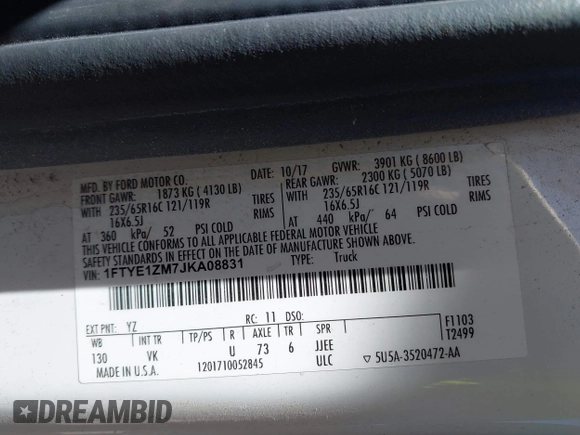 MFD. BY FORD MOTOR CO.
DATE: 10/17 GVWR: 3901 KG ( 8600 LB)
FRONT GAWR: 1873 KG ( 4130 LB) REAR GAWR: 2300 KG ( 5070 LB)
WITH 235/65R16C 121/119R TIRES WITH 235/65R16C 121/119R TIRES
16X6.5J RIMS 16X6.5J RIMS
AT 360 kPa/ 52 PSI COLD AT 440 kPa/ 64 PSI COLD
THIS VEHICLE CONFORMS TO ALL APPLICABLE FEDERAL MOTOR VEHICLE
SAFETY STANDARDS IN EFFECT ON THE DATE OF MANUFACTURE SHOWN ABOVE.
VIN: 1FTYE1ZM7JKA08831 TYPE: Truck
EXT PNT: YZ RC: 11 DSO:
WB INT TR TP/PS R AXLE TR SPR F1103
130 VK U 73 6 JJEE T2499
MADE IN U.S.A. 1201710052845 ULC ▽ 5U5A-3520472-AA
DREAMBID